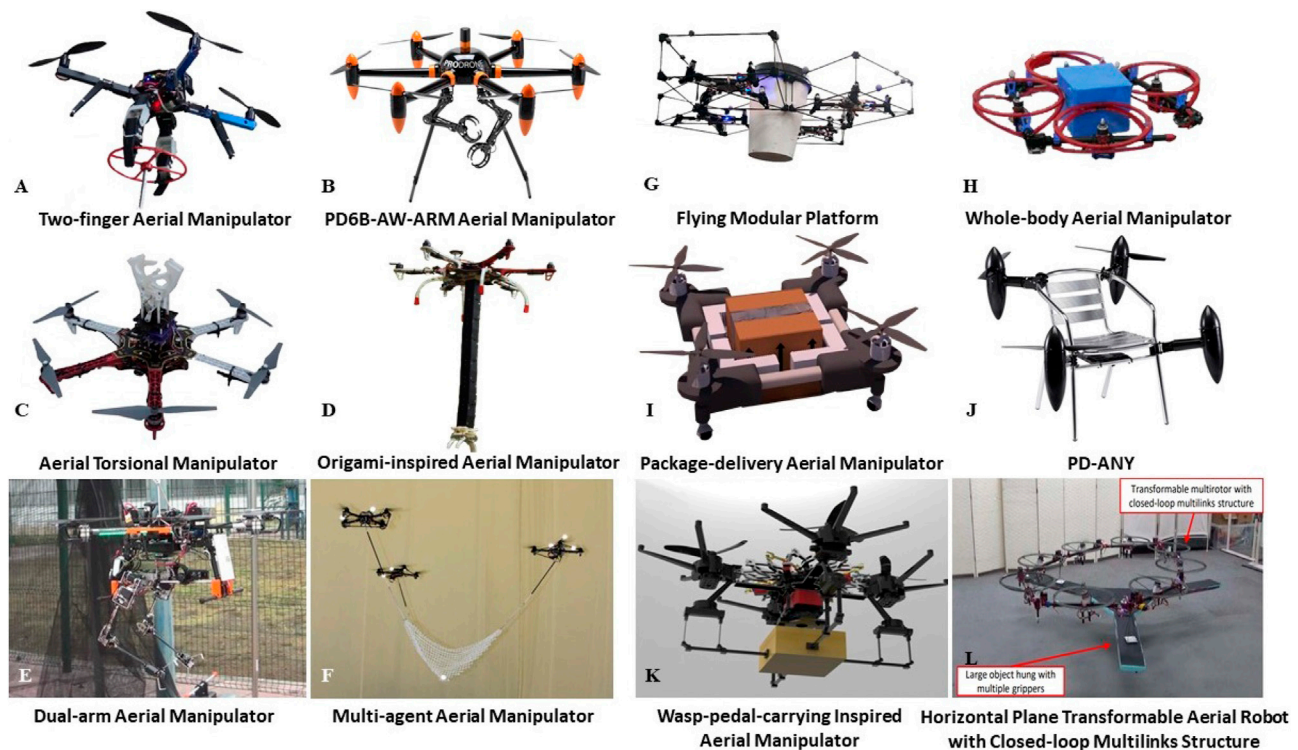 A
Two-finger Aerial Manipulator
PRODRONE
B
PD6B-AW-ARM Aerial Manipulator
G
Flying Modular Platform
H
Whole-body Aerial Manipulator
C
Aerial Torsional Manipulator
D
Origami-inspired Aerial Manipulator
I
Package-delivery Aerial Manipulator
J
PD-ANY
E
Dual-arm Aerial Manipulator
F
Multi-agent Aerial Manipulator
K
Wasp-pedal-carrying Inspired
Aerial Manipulator
Transformable multirotor with
closed-loop multilinks structure
L
Large object hung with
multiple grippers
Horizontal Plane Transformable Aerial Robot
with Closed-loop Multilinks Structure